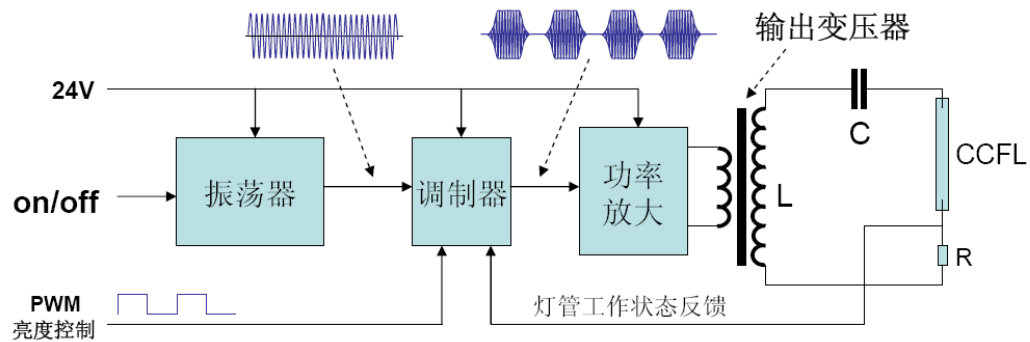 输出变压器
24V
C
CCFL
on/off
振荡器
调制器
功率
放大
L
R
PWM
亮度控制
灯管工作状态反馈